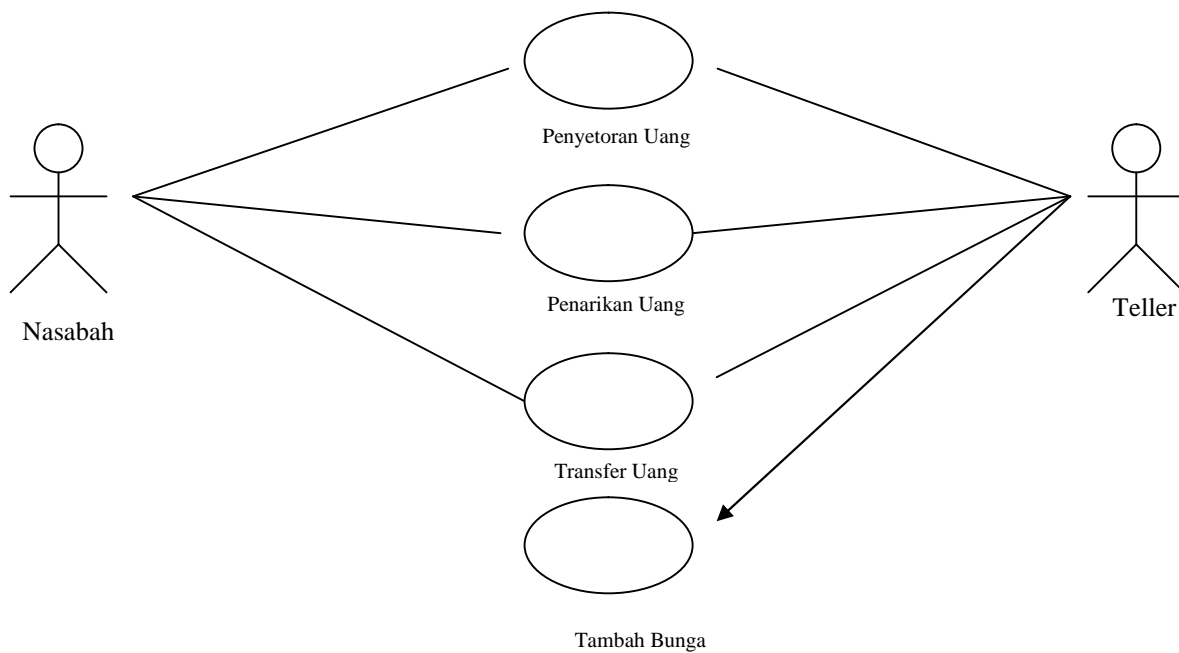 Penyetoran Uang
Penarikan Uang
Nasabah
Teller
Transfer Uang
Tambah Bunga